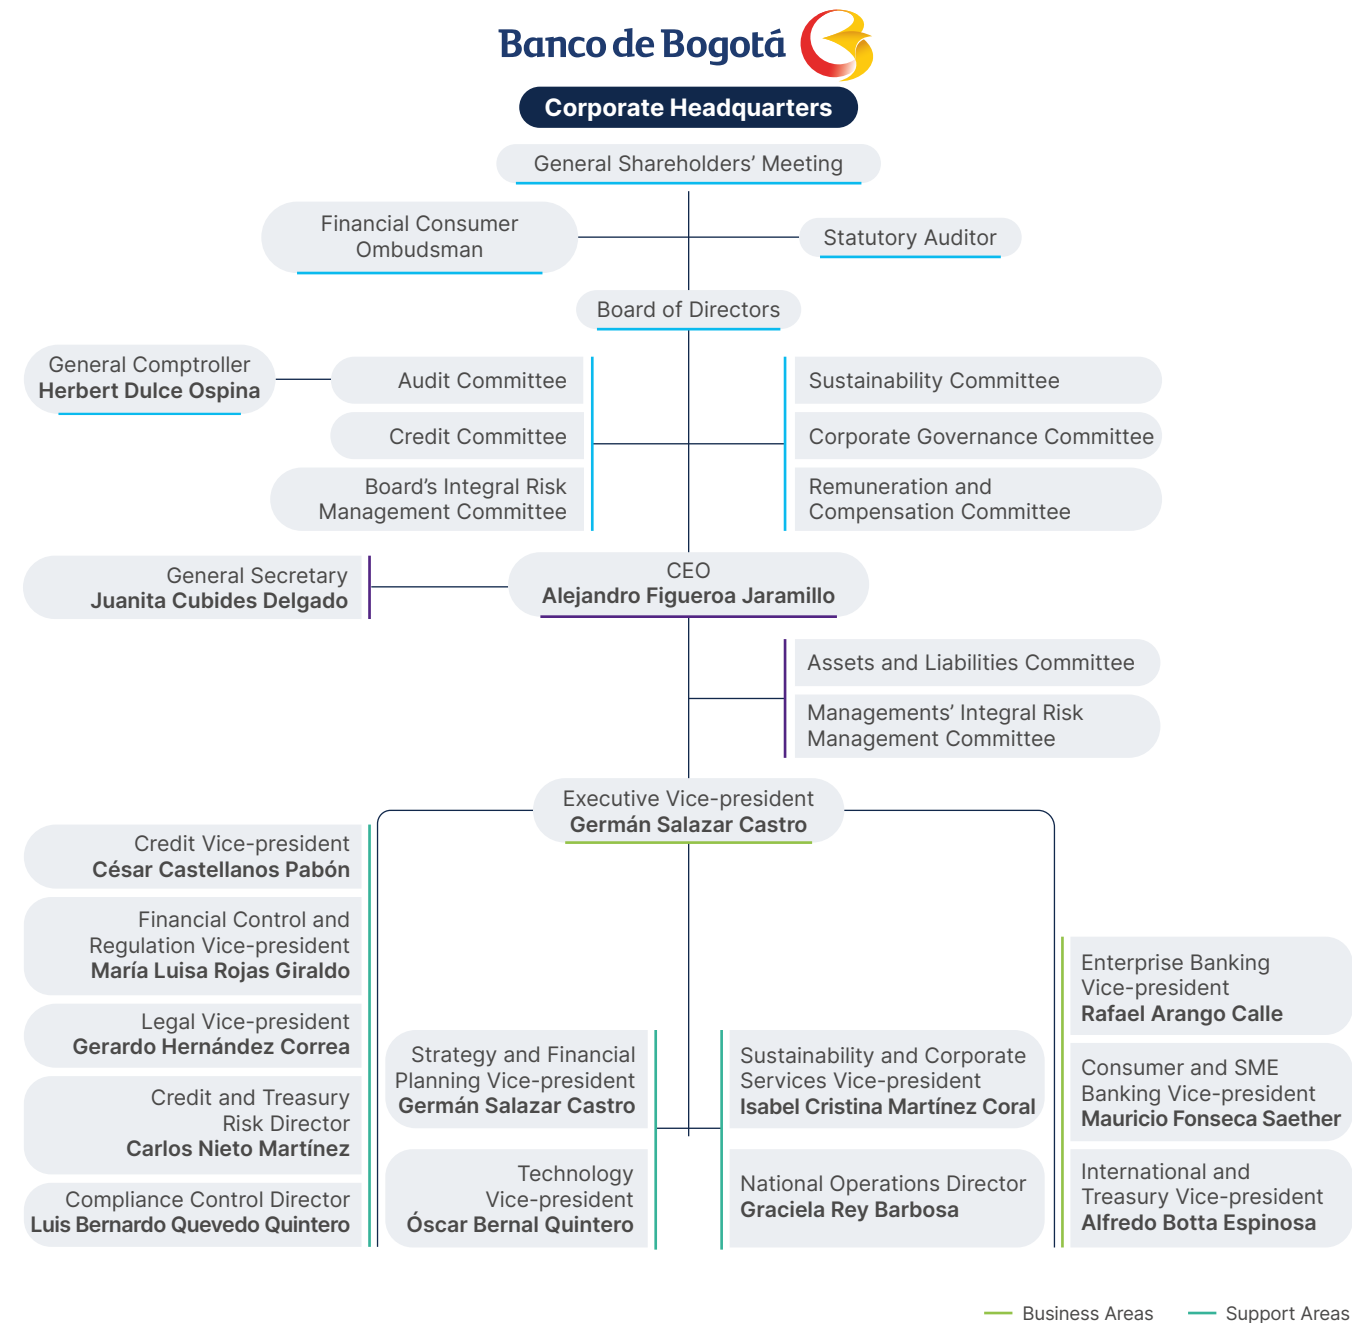 Banco de Bogotá
Corporate Headquarters
General Shareholders’ Meeting
Financial Consumer
Ombudsman
Statutory Auditor
Board of Directors
General Comptroller
Herbert Dulce Ospina
Audit Committee
Credit Committee
Board’s Integral Risk
Management Committee
Sustainability Committee
Corporate Governance Committee
Remuneration and
Compensation Committee
General Secretary
Juanita Cubides Delgado
CEO
Alejandro Figueroa Jaramillo
Assets and Liabilities Committee
Managements’ Integral Risk
Management Committee
Executive Vice-president
Germán Salazar Castro
Credit Vice-president
César Castellanos Pabón
Financial Control and
Regulation Vice-president
María Luisa Rojas Giraldo
Legal Vice-president
Gerardo Hernández Correa
Credit and Treasury
Risk Director
Carlos Nieto Martínez
Compliance Control Director
Luis Bernardo Quevedo Quintero
Strategy and Financial
Planning Vice-president
Germán Salazar Castro
Technology
Vice-president
Óscar Bernal Quintero
Sustainability and Corporate
Services Vice-president
Isabel Cristina Martínez Coral
National Operations Director
Graciela Rey Barbosa
Enterprise Banking
Vice-president
Rafael Arango Calle
Consumer and SME
Banking Vice-president
Mauricio Fonseca Saether
International and
Treasury Vice-president
Alfredo Botta Espinosa
Business Areas
Support Areas